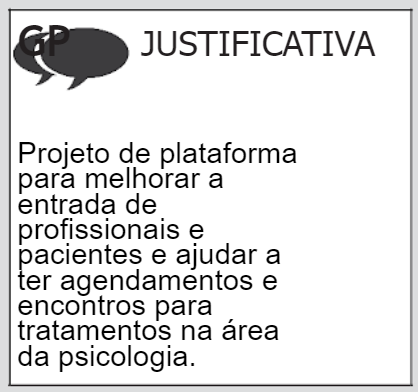 GP JUSTIFICATIVA
Projeto de plataforma
para melhorar a
entrada de
profissionais e
pacientes e ajudar a
ter agendamentos e
encontros para
tratamentos na área
da psicologia.